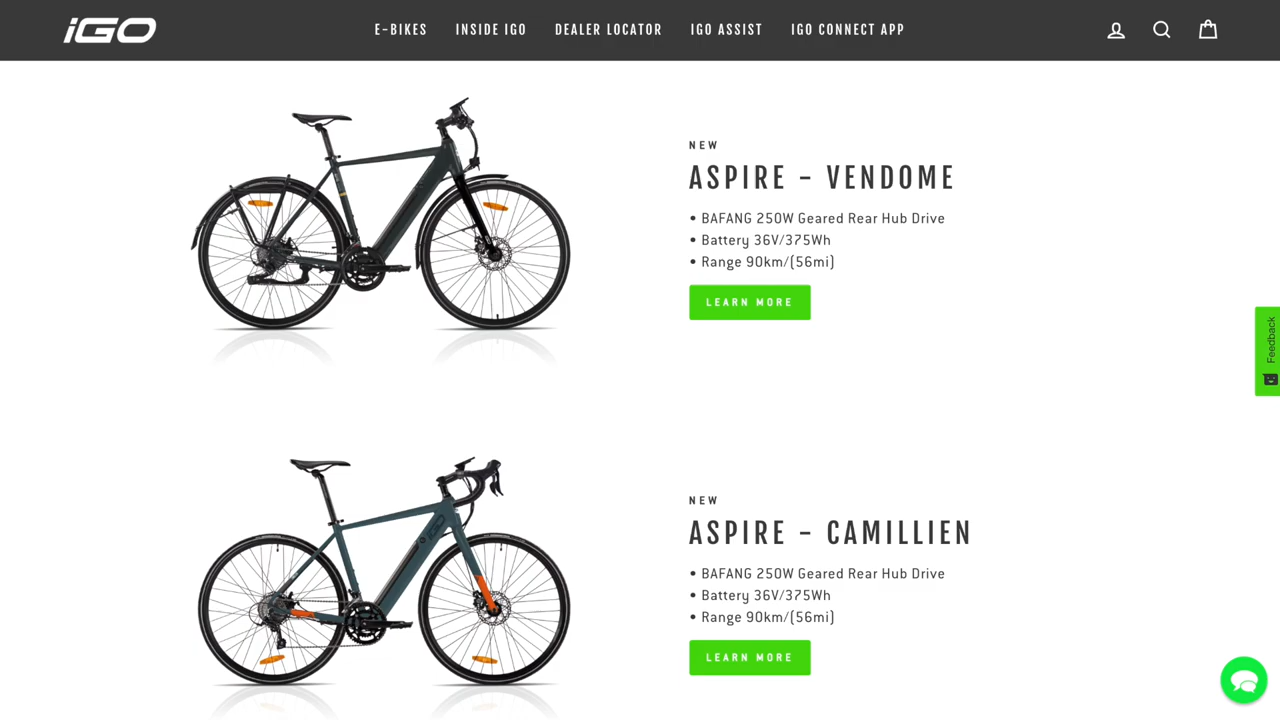 iGO
E-BIKES
INSIDE IGO
DEALER LOCATOR
IGO ASSIST
IGO CONNECT APP
NEW
ASPIRE - VENDOME
• BAFANG 250W Geared Rear Hub Drive
• Battery 36V/375Wh
• Range 90km/(56mi)
LEARN MORE
Feedback
iGO
NEW
ASPIRE - CAMILLIEN
• BAFANG 250W Geared Rear Hub Drive
• Battery 36V/375Wh
• Range 90km/(56mi)
LEARN MORE